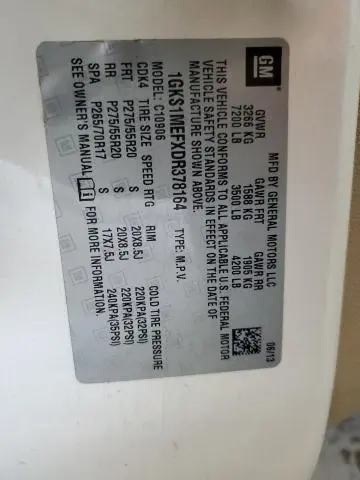 GM
MFD BY GENERAL MOTORS LLC
06/13
GVWR GAWR FRT GAWR RR
3266 KG 1588 KG 1905 KG
7200 LB 3500 LB 4200 LB
THIS VEHICLE CONFORMS TO ALL APPLICABLE U.S. FEDERAL MOTOR
VEHICLE SAFETY STANDARDS IN EFFECT ON THE DATE OF
MANUFACTURE SHOWN ABOVE.
1GKS1MEFXDR378164 TYPE: M.P.V.
MODEL: C10906
CDK4 TIRE SIZE SPEED RTG RIM COLD TIRE PRESSURE
FRT P275/55R20 S 20X8.5J 220KPA(32PSI)
RR P275/55R20 S 20X8.5J 220KPA(32PSI)
SPA P265/70R17 S 17X7.5J 240KPA(35PSI)
SEE OWNER'S MANUAL i FOR MORE INFORMATION.